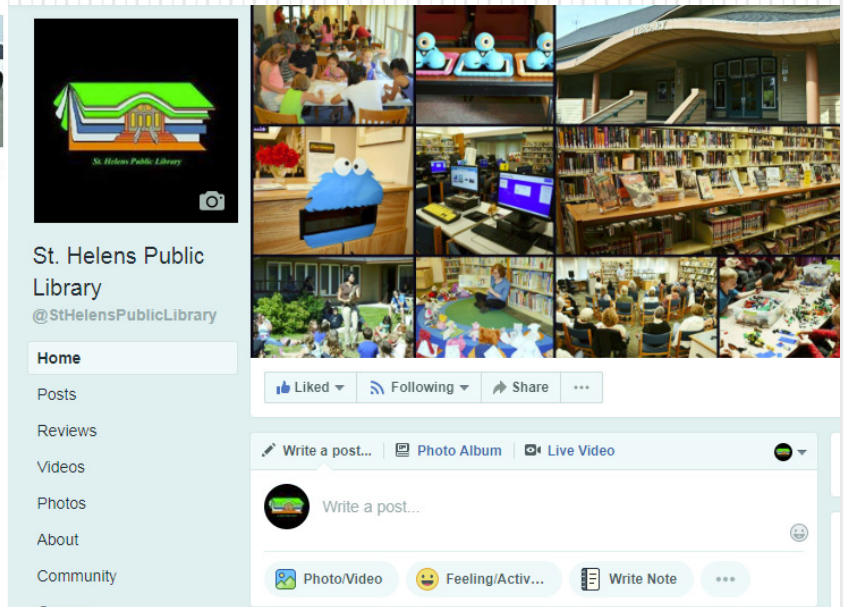 LIBRARY
St. Helens Public Library
St. Helens Public
Library
@StHelensPublicLibrary
Home
Posts
Reviews
Videos
Photos
About
Community
Liked
Following
Share
Write a post...
Photo Album
Live Video
Write a post...
Photo/Video
Feeling/Activ...
Write Note